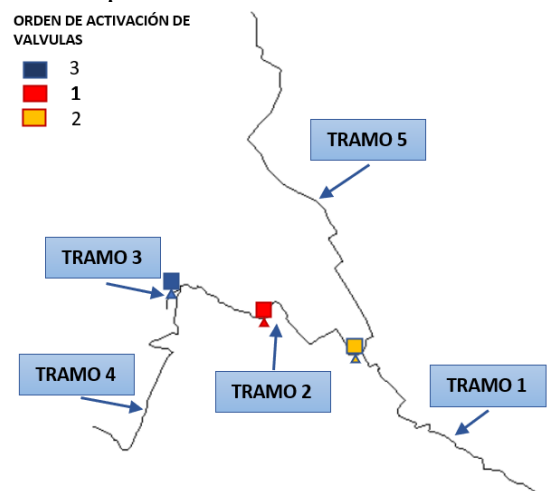 ORDEN DE ACTIVACIÓN DE
VALVULAS
3
1
2
TRAMO 5
TRAMO 3
TRAMO 4
TRAMO 2
TRAMO 1